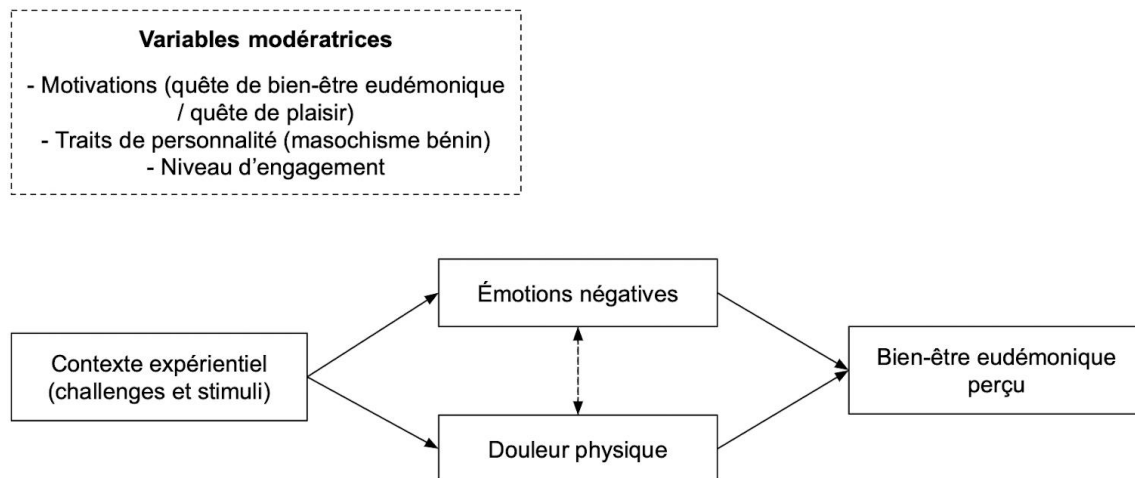 Variables modératrices
- Motivations (quête de bien-être eudémonique
/ quête de plaisir)
- Traits de personnalité (masochisme bénin)
- Niveau d’engagement
Émotions négatives
Contexte expérientiel
(challenges et stimuli)
Bien-être eudémonique
perçu
Douleur physique